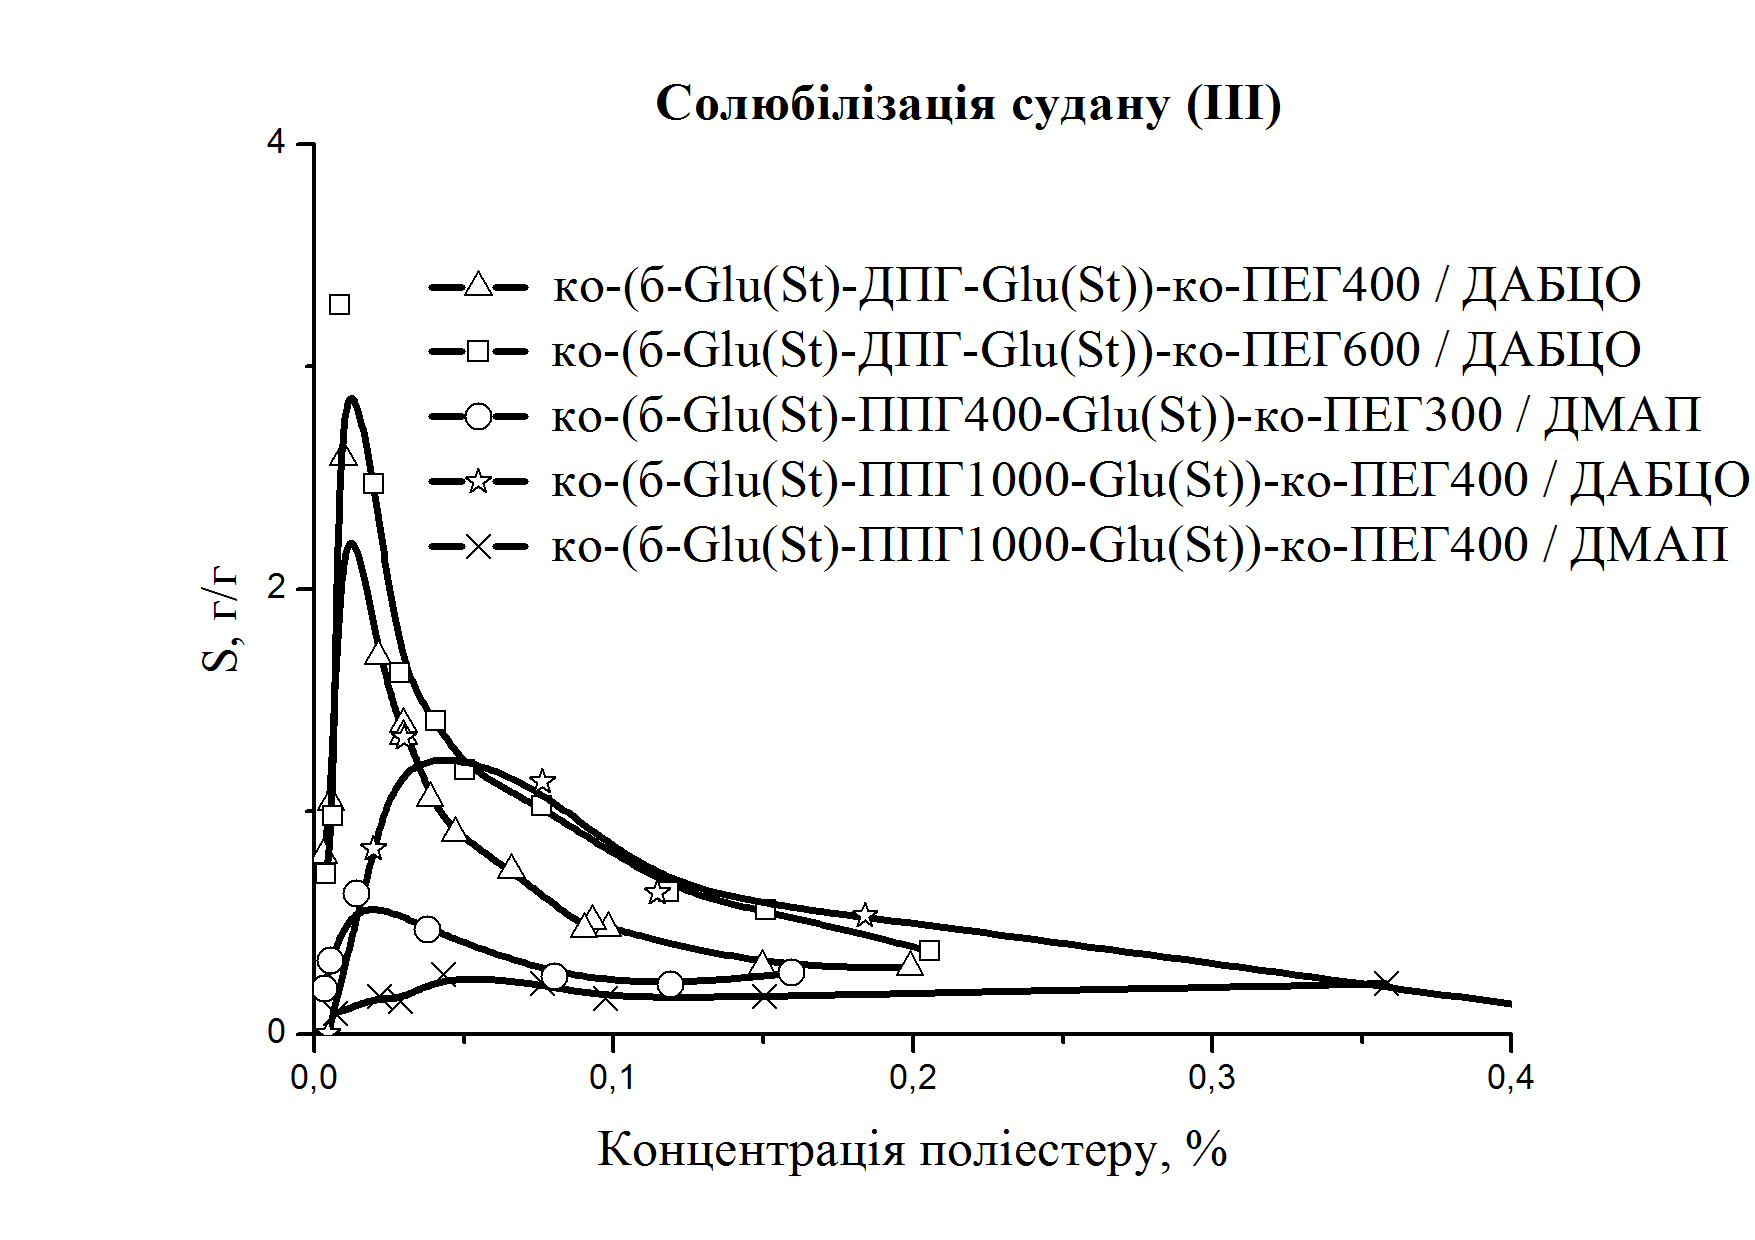 Солюбілізація судану (III)
4
ко-(б-Glu(St)-ДПГ-Glu(St))-ко-ПЕГ400 / ДАБЦО
ко-(б-Glu(St)-ДПГ-Glu(St))-ко-ПЕГ600 / ДАБЦО
ко-(б-Glu(St)-ППГ400-Glu(St))-ко-ПЕГ300 / ДМАП
ко-(б-Glu(St)-ППГ1000-Glu(St))-ко-ПЕГ400 / ДАБЦО
ко-(б-Glu(St)-ППГ1000-Glu(St))-ко-ПЕГ400 / ДМАП
2
S, г/г
0
0,0 0,1 0,2 0,3 0,4
Концентрація поліестеру, %